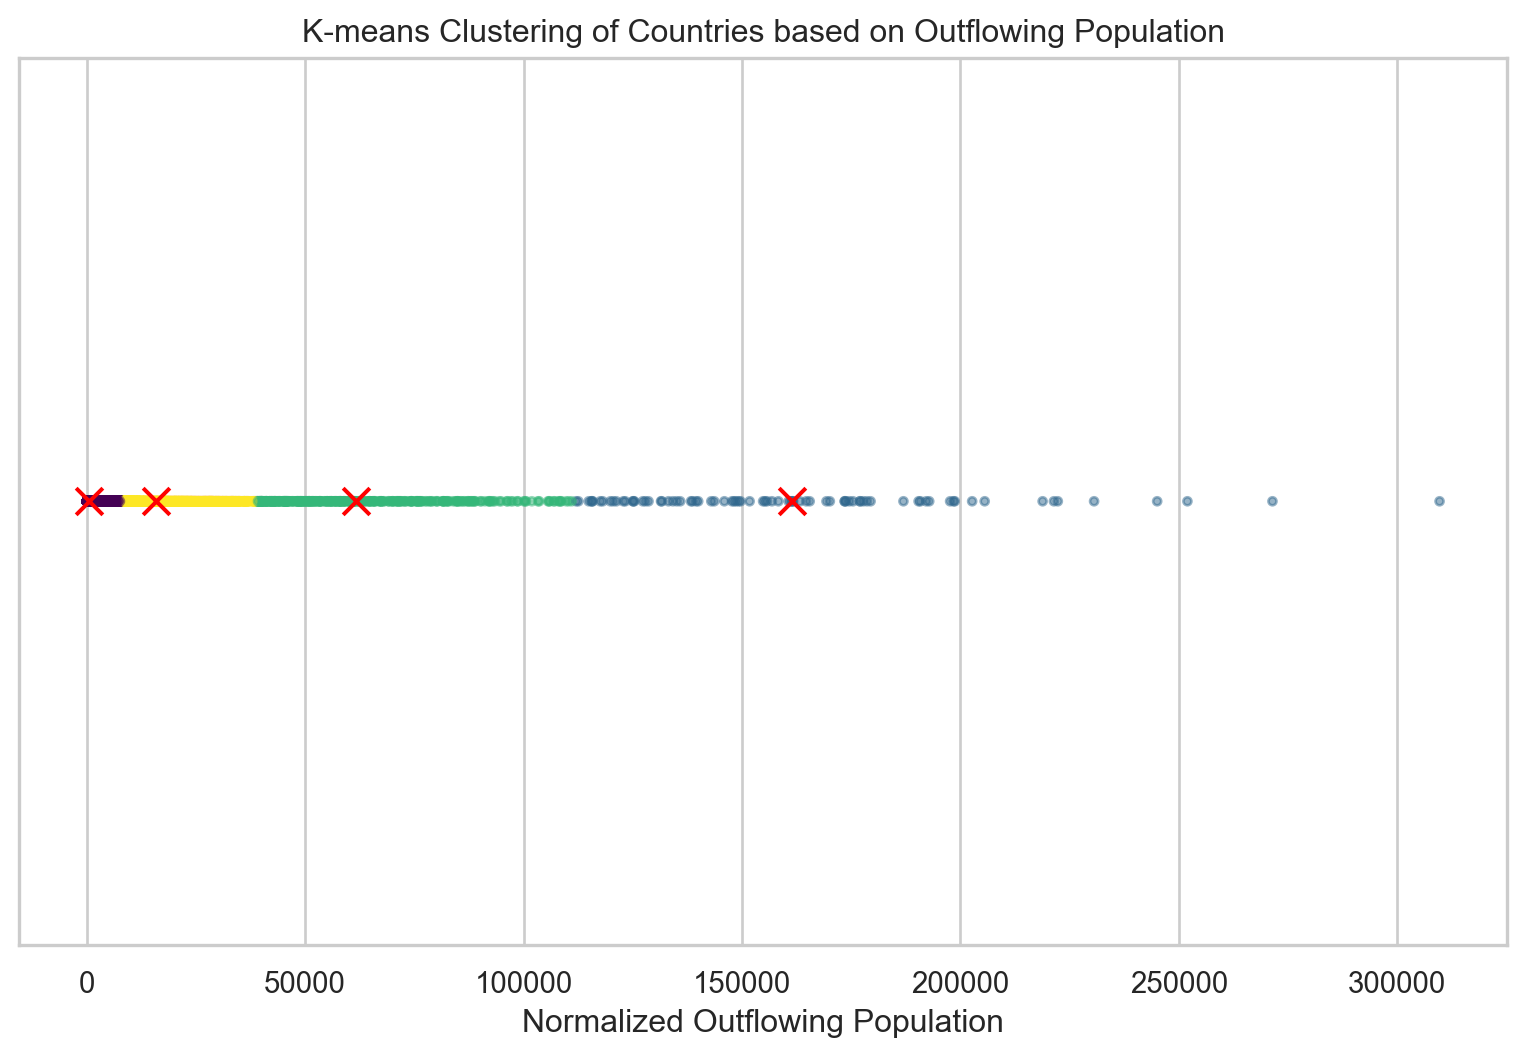 K-means Clustering of Countries based on Outflowing Population
0 50000 100000 150000 200000 250000 300000
Normalized Outflowing Population